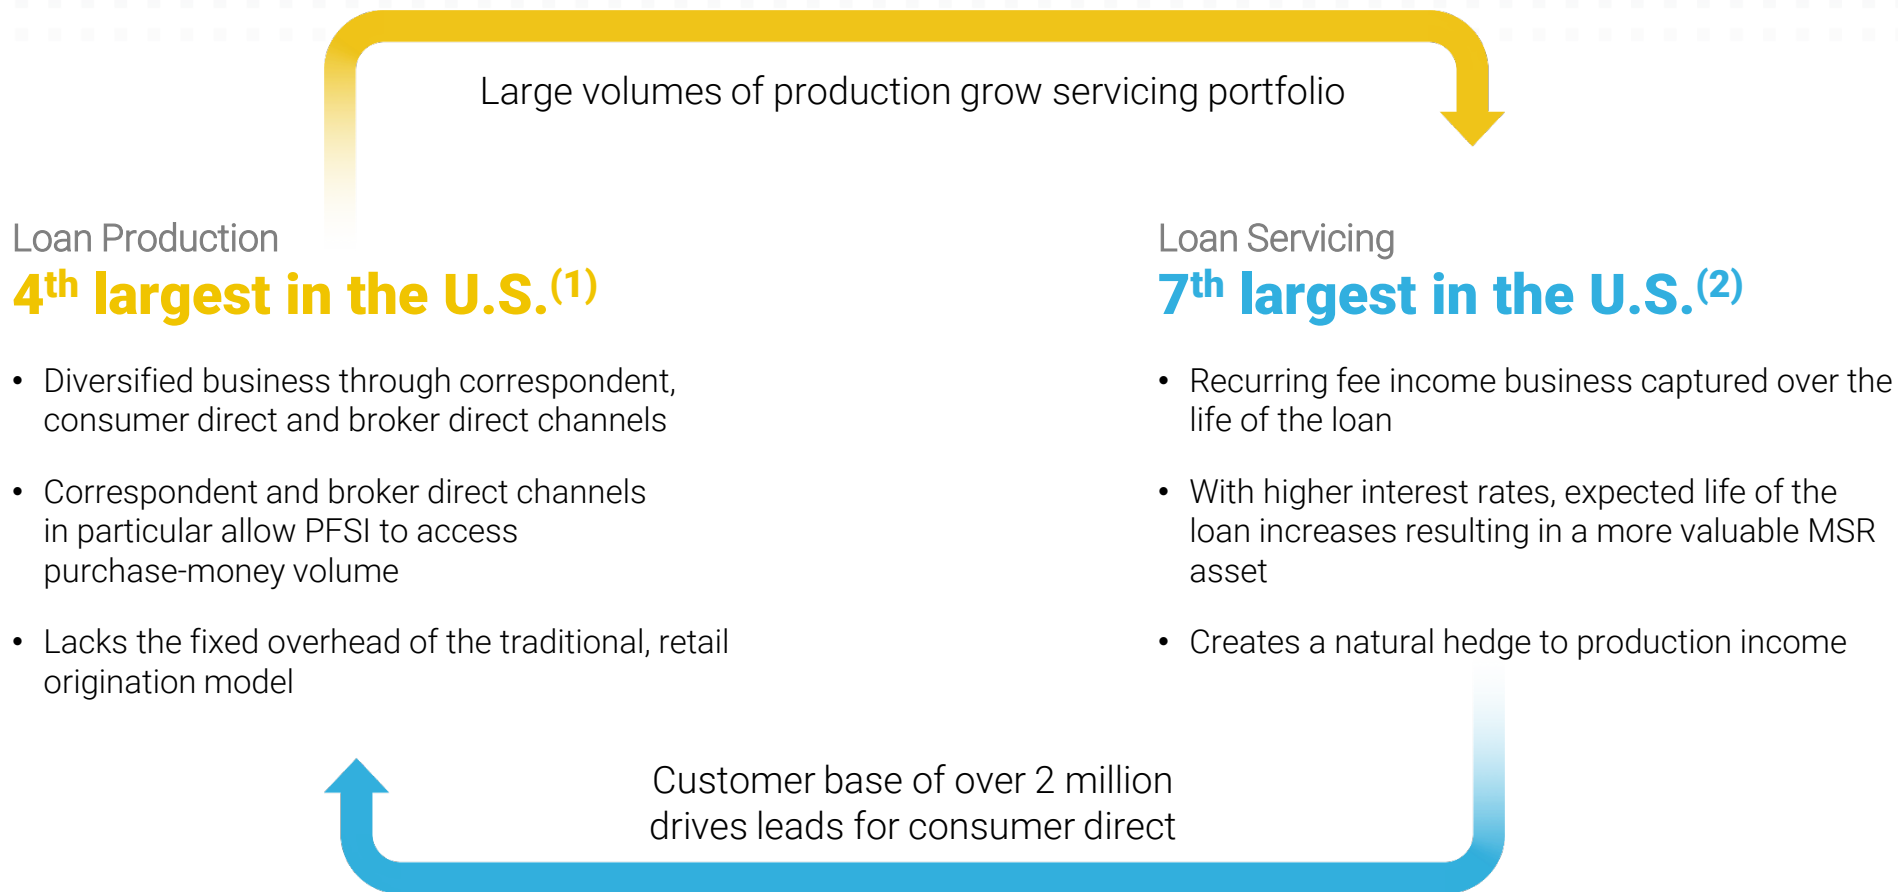 Large volumes of production grow servicing portfolio
Loan Production
4th largest in the U.S.(1)
• Diversified business through correspondent,
consumer direct and broker direct channels
• Correspondent and broker direct channels
in particular allow PFSI to access
purchase-money volume
• Lacks the fixed overhead of the traditional, retail
origination model
Loan Servicing
7th largest in the U.S.(2)
• Recurring fee income business captured over the
life of the loan
• With higher interest rates, expected life of the
loan increases resulting in a more valuable MSR
asset
• Creates a natural hedge to production income
Customer base of over 2 million
drives leads for consumer direct